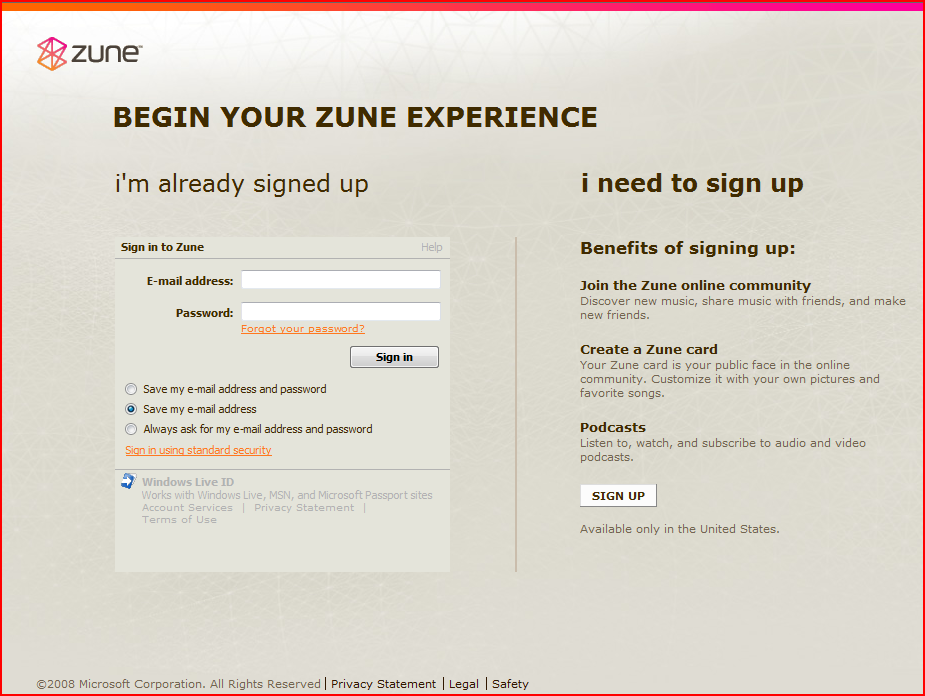 zune™
BEGIN YOUR ZUNE EXPERIENCE
i'm already signed up
Sign in to Zune Help
E-mail address:
Password:
Forgot your password?
Sign in
Save my e-mail address and password
Save my e-mail address
Always ask for my e-mail address and password
Sign in using standard security
Windows Live ID
Works with Windows Live, MSN, and Microsoft Passport sites
Account Services | Privacy Statement |
Terms of Use
i need to sign up
Benefits of signing up:
Join the Zune online community
Discover new music, share music with friends, and make
new friends.
Create a Zune card
Your Zune card is your public face in the online
community. Customize it with your own pictures and
favorite songs.
Podcasts
Listen to, watch, and subscribe to audio and video
podcasts.
SIGN UP
Available only in the United States.
©2008 Microsoft Corporation. All Rights Reserved | Privacy Statement | Legal | Safety